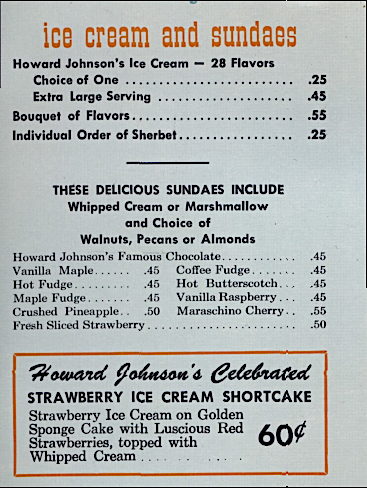 ice cream and sundaes
Howard Johnson's Ice Cream — 28 Flavors
Choice of One ........................ .25
Extra Large Serving .................. .45
Bouquet of Flavors ....................... .55
Individual Order of Sherbet ................ .25
THESE DELICIOUS SUNDAES INCLUDE
Whipped Cream or Marshmallow
and Choice of
Walnuts, Pecans or Almonds
Howard Johnson's Famous Chocolate ............ .45
Vanilla Maple ...... .45 Coffee Fudge ....... .45
Hot Fudge ......... .45 Hot Butterscotch ... .45
Maple Fudge ....... .45 Vanilla Raspberry ... .45
Crushed Pineapple .. .50 Maraschino Cherry .. .55
Fresh Sliced Strawberry ........................ .50
Howard Johnson's Celebrated
STRAWBERRY ICE CREAM SHORTCAKE
Strawberry Ice Cream on Golden
Sponge Cake with Luscious Red
Strawberries, topped with
Whipped Cream . . . . . . . .
60¢